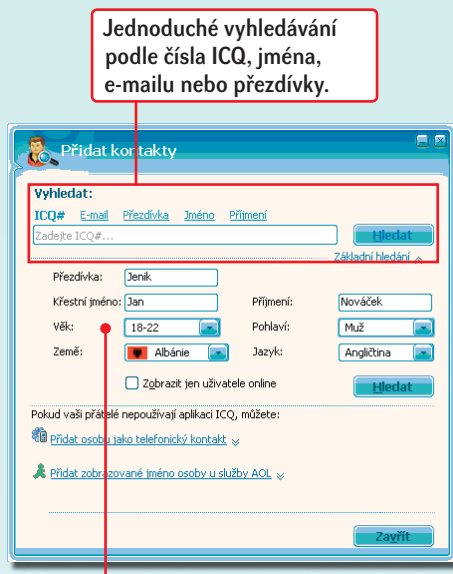 Jednoduché vyhledávání
podle čísla ICQ, jména,
e-mailu nebo přezdívky.
Přidat kontakty
Vyhledat:
ICQ# E-mail Přezdívka Jméno Příjmení
Zadejte ICQ#... Hledat
Základní hledání
Přezdívka: Jenik
Křestní jméno: Jan Příjmení: Nováček
Věk: 18-22 Pohlaví: Muž
Země: Albánie Jazyk: Angličtina
Zobrazit jen uživatele online Hledat
Pokud vaši přátelé nepoužívají aplikaci ICQ, můžete:
Přidat osobu jako telefonický kontakt
Přidat zobrazované jméno osoby u služby AOL
Zavřít